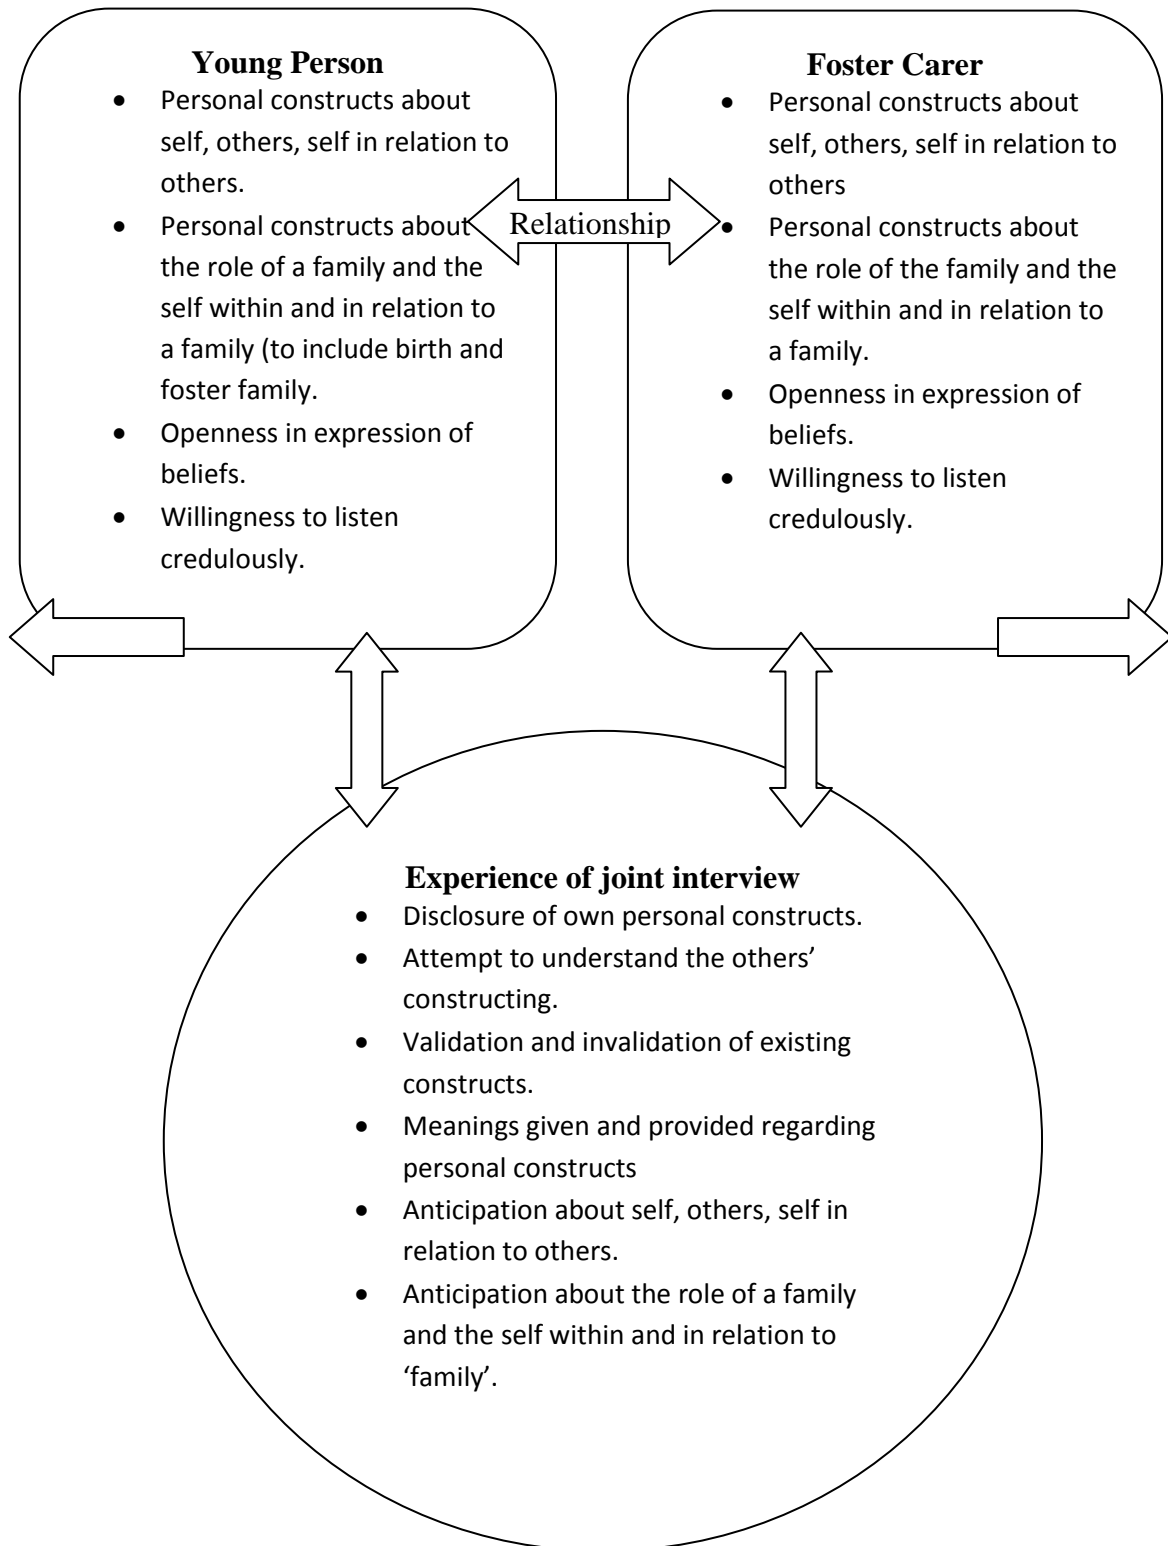 Young Person
• Personal constructs about
self, others, self in relation to
others.
• Personal constructs about
the role of a family and the
self within and in relation to
a family (to include birth and
foster family.
• Openness in expression of
beliefs.
• Willingness to listen
credulously.
Relationship
Foster Carer
• Personal constructs about
self, others, self in relation to
others
• Personal constructs about
the role of the family and the
self within and in relation to
a family.
• Openness in expression of
beliefs.
• Willingness to listen
credulously.
Experience of joint interview
• Disclosure of own personal constructs.
• Attempt to understand the others’
constructing.
• Validation and invalidation of existing
constructs.
• Meanings given and provided regarding
personal constructs
• Anticipation about self, others, self in
relation to others.
• Anticipation about the role of a family
and the self within and in relation to
‘family’.